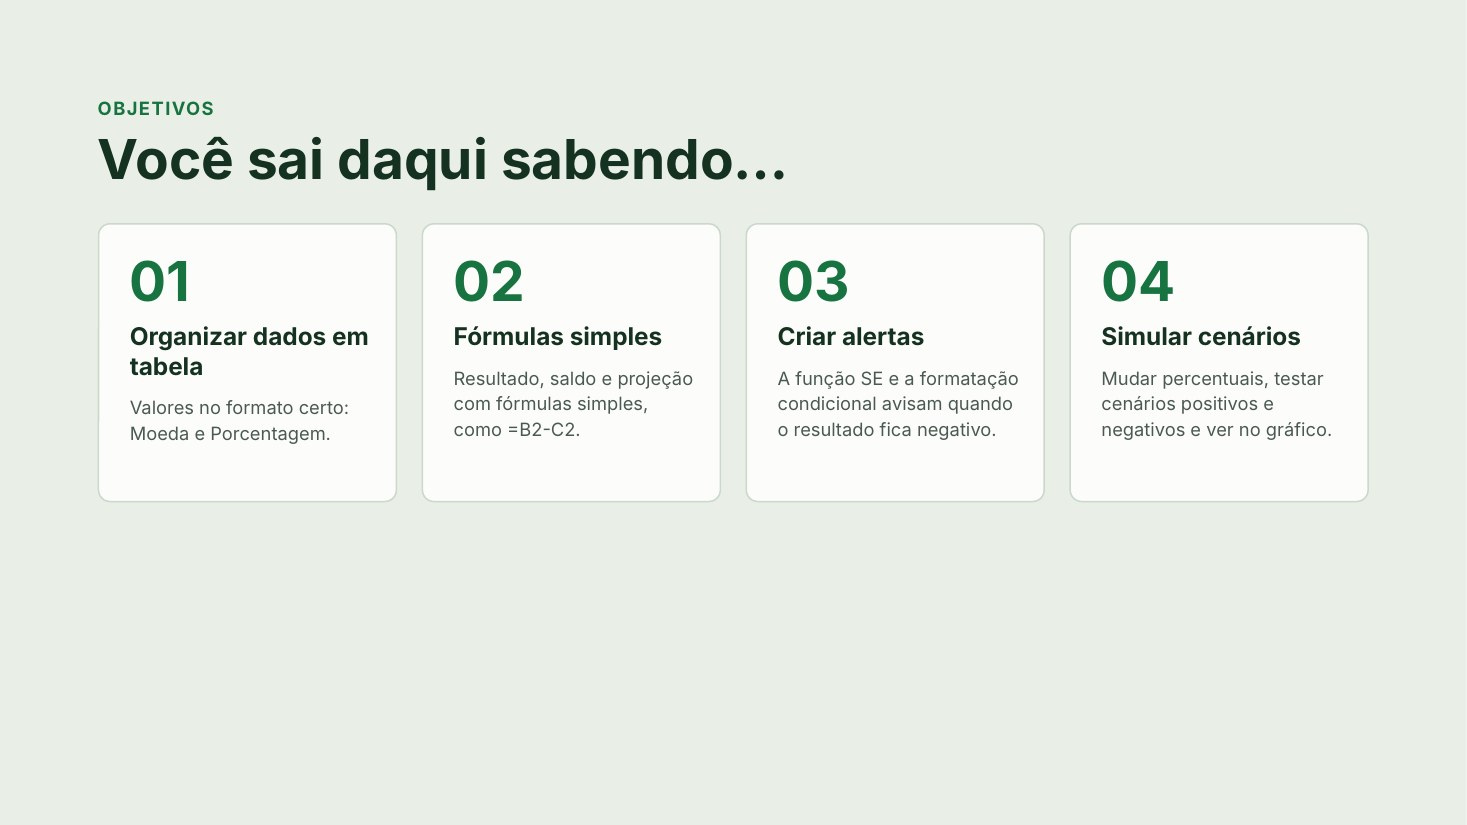 OBJETIVOS
Você sai daqui sabendo…
01
Organizar dados em
tabela
Valores no formato certo:
Moeda e Porcentagem.
02
Fórmulas simples
Resultado, saldo e projeção
com fórmulas simples,
como =B2-C2.
03
Criar alertas
A função SE e a formatação
condicional avisam quando
o resultado fica negativo.
04
Simular cenários
Mudar percentuais, testar
cenários positivos e
negativos e ver no gráfico.